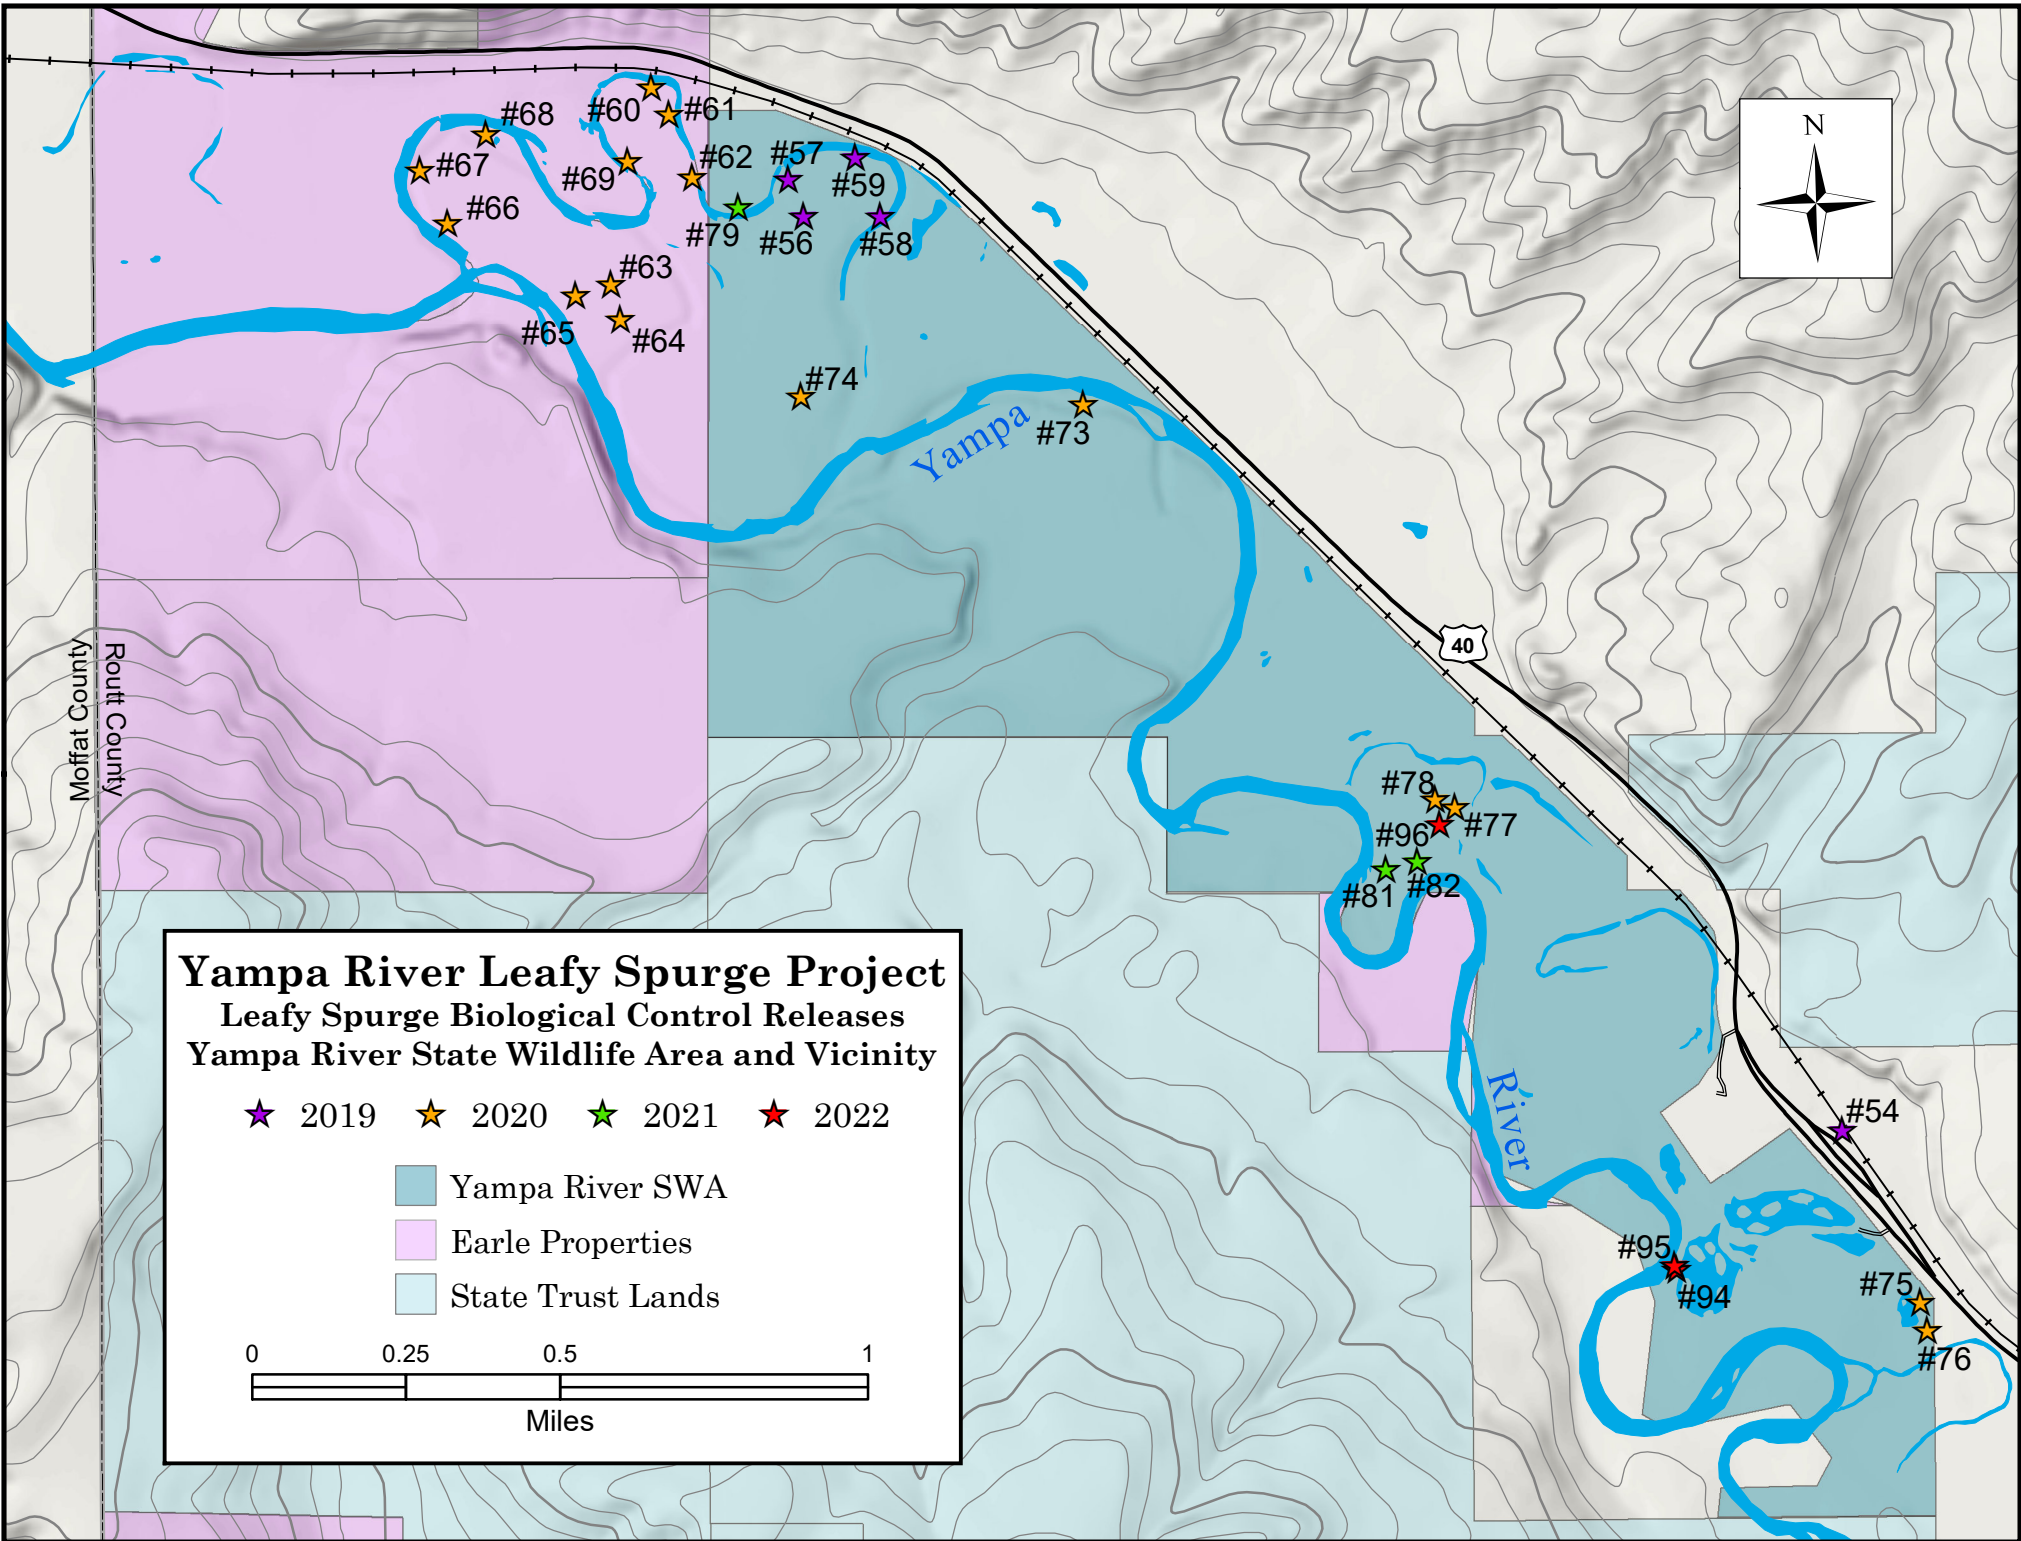 #68
#60
#61
N
#67
#69
#62
#57
#59
#66
#79
#56
#58
#63
#65
#64
#74
#73
Yampa
40
Moffat County
Routt County
#78
#77
#96
#81
#82
River
#54
#95
#94
#75
#76
Yampa River Leafy Spurge Project
Leafy Spurge Biological Control Releases
Yampa River State Wildlife Area and Vicinity
2019 2020 2021 2022
Yampa River SWA
Earle Properties
State Trust Lands
0 0.25 0.5 1
Miles